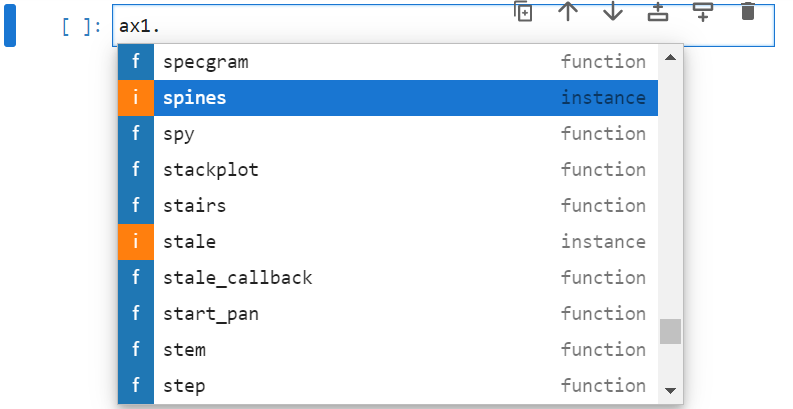 [ ]: ax1.
f specgram function
i spines instance
f spy function
f stackplot function
f stairs function
i stale instance
f stale_callback function
f start_pan function
f stem function
f step function